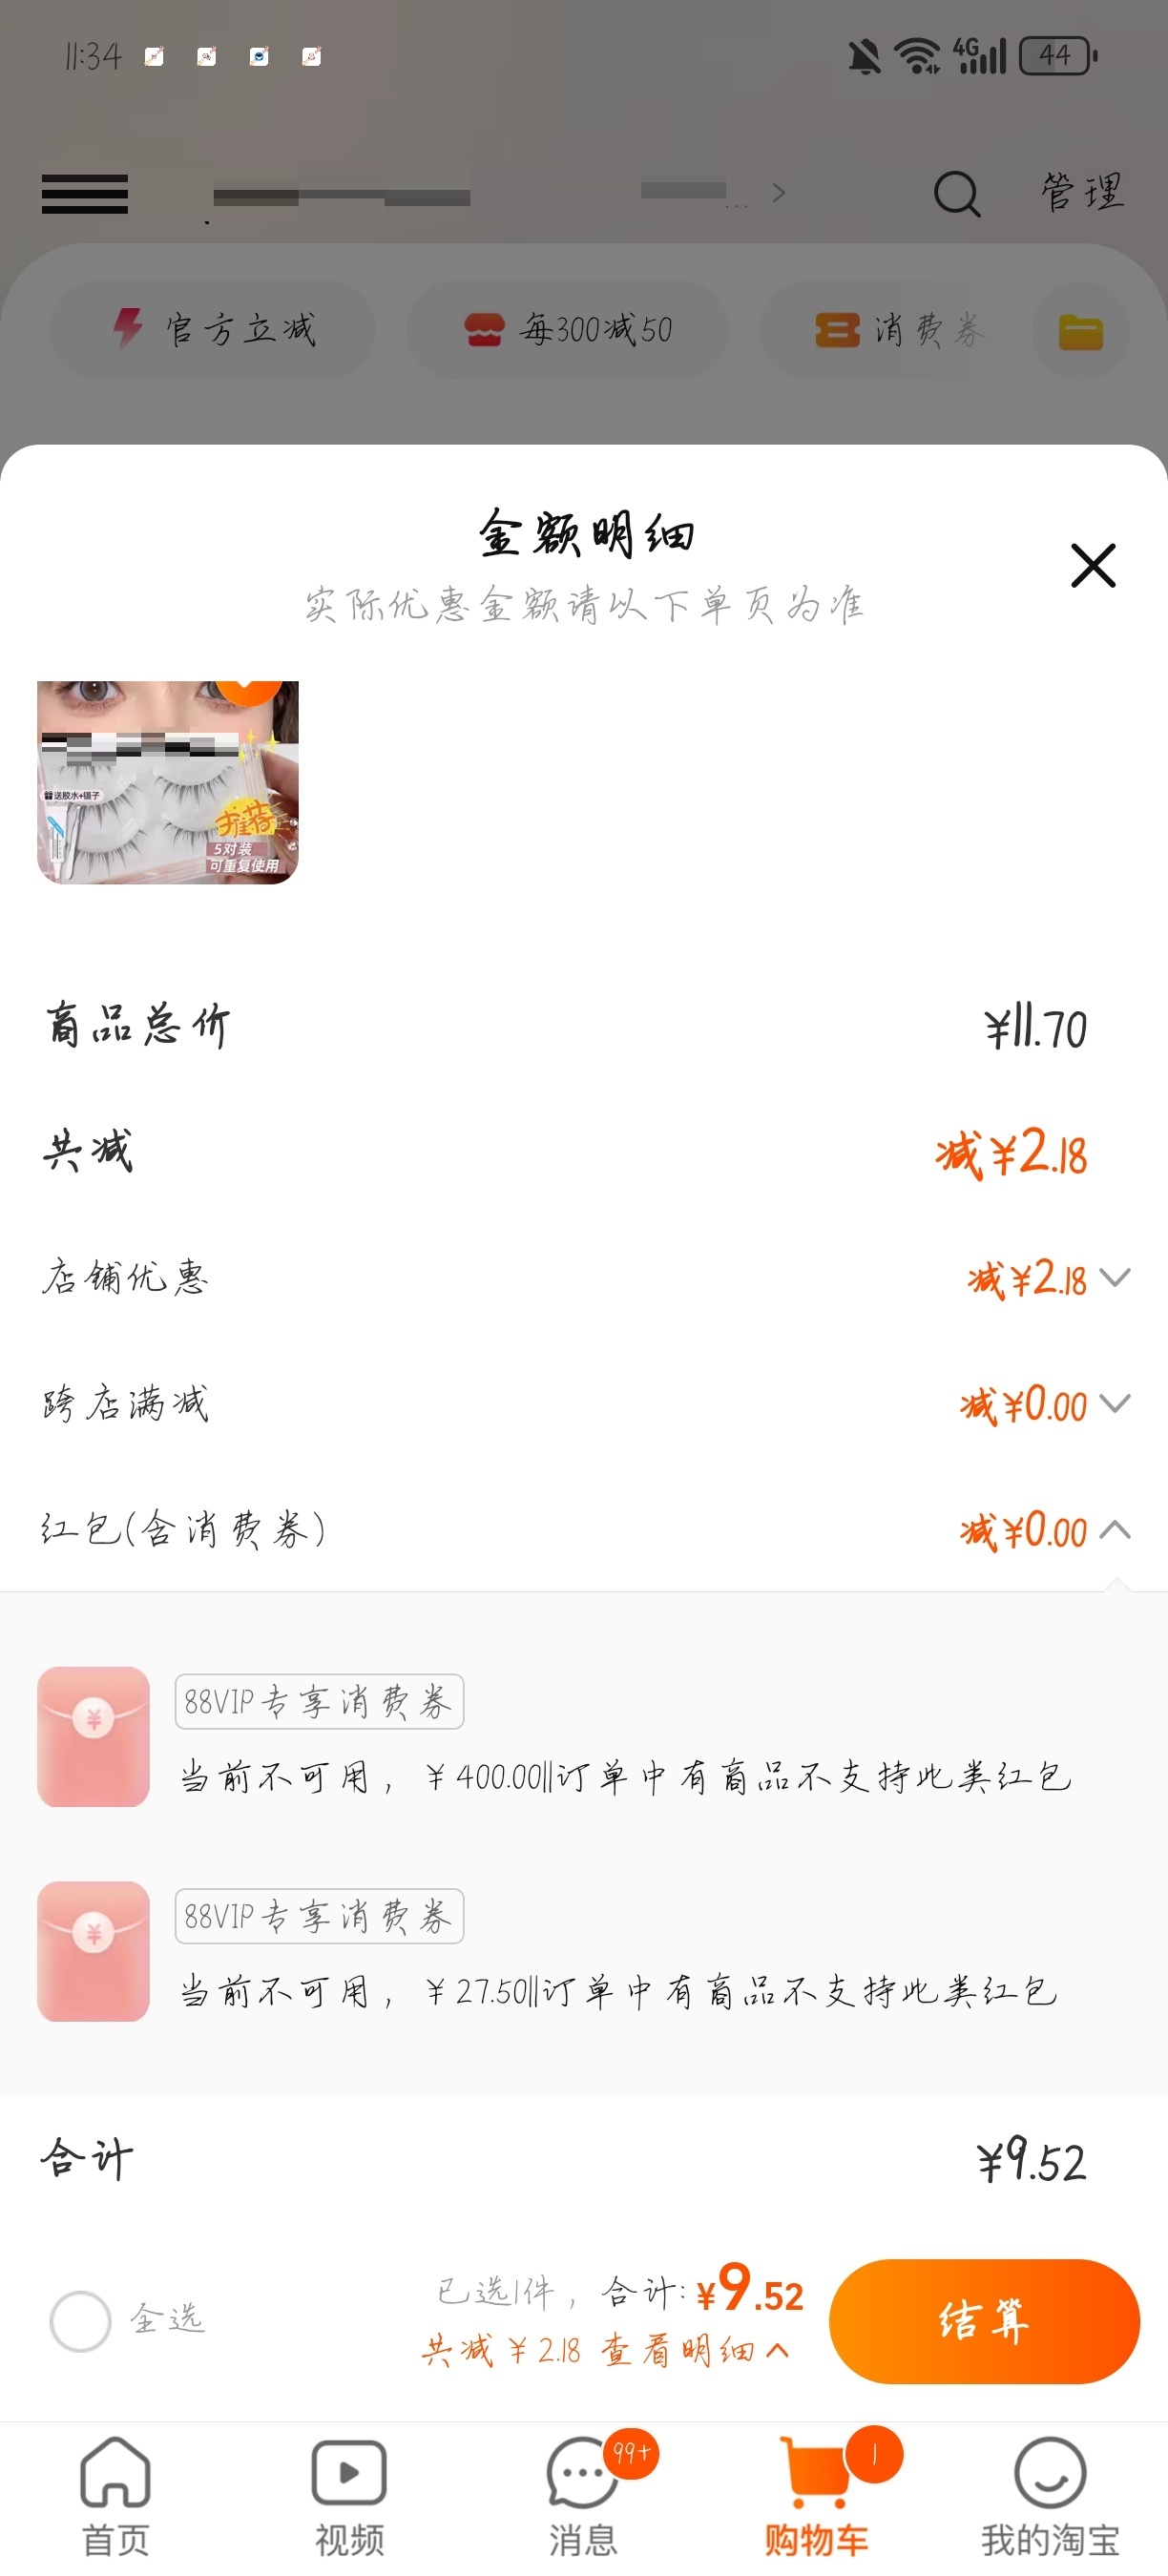 11:34
4G
44
管理
官方立减
每300减50
消费券
金额明细
实际优惠金额请以下单页为准
送胶水+镊子
5对装
可重复使用
商品总价
¥11.70
共减
减¥2.18
店铺优惠
减¥2.18
跨店满减
减¥0.00
红包(含消费券)
减¥0.00
88VIP专享消费券
当前不可用，¥400.00||订单中有商品不支持此类红包
88VIP专享消费券
当前不可用，¥27.50||订单中有商品不支持此类红包
合计
¥9.52
全选
已选1件，合计:¥9.52
共减¥2.18 查看明细
结算
99+
1
首页
视频
消息
购物车
我的淘宝